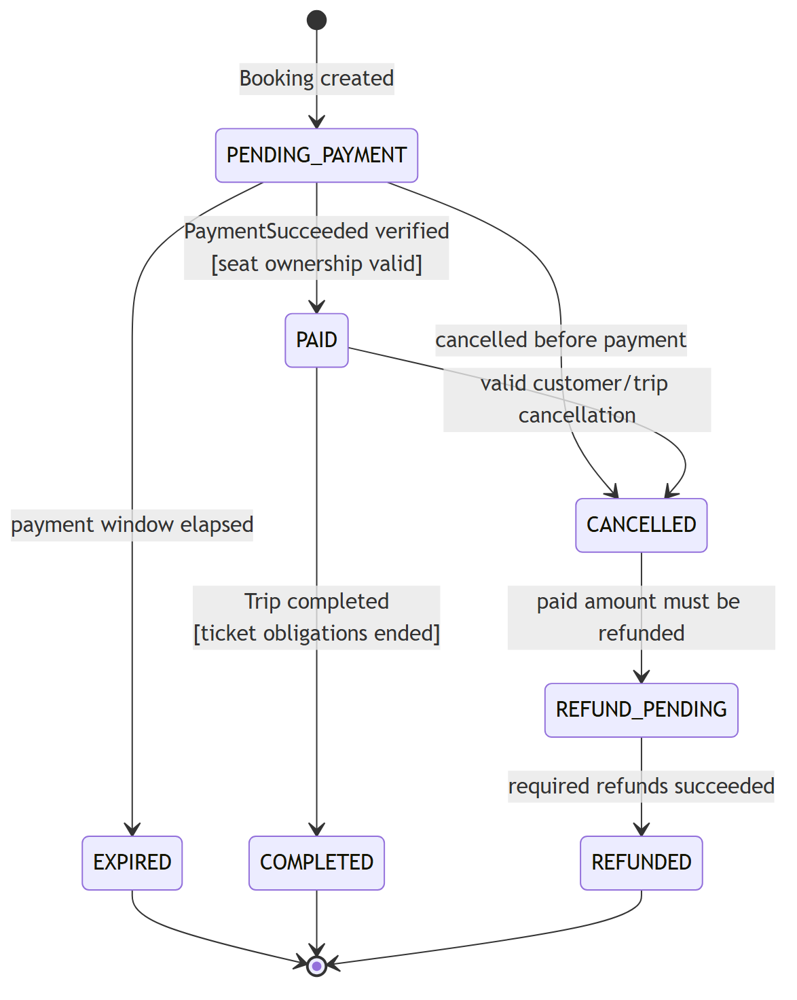 Booking created
PENDING_PAYMENT
PaymentSucceeded verified
[seat ownership valid]
PAID
cancelled before payment
valid customer/trip
cancellation
payment window elapsed
CANCELLED
Trip completed
[ticket obligations ended]
paid amount must be
refunded
REFUND_PENDING
required refunds succeeded
EXPIRED
COMPLETED
REFUNDED